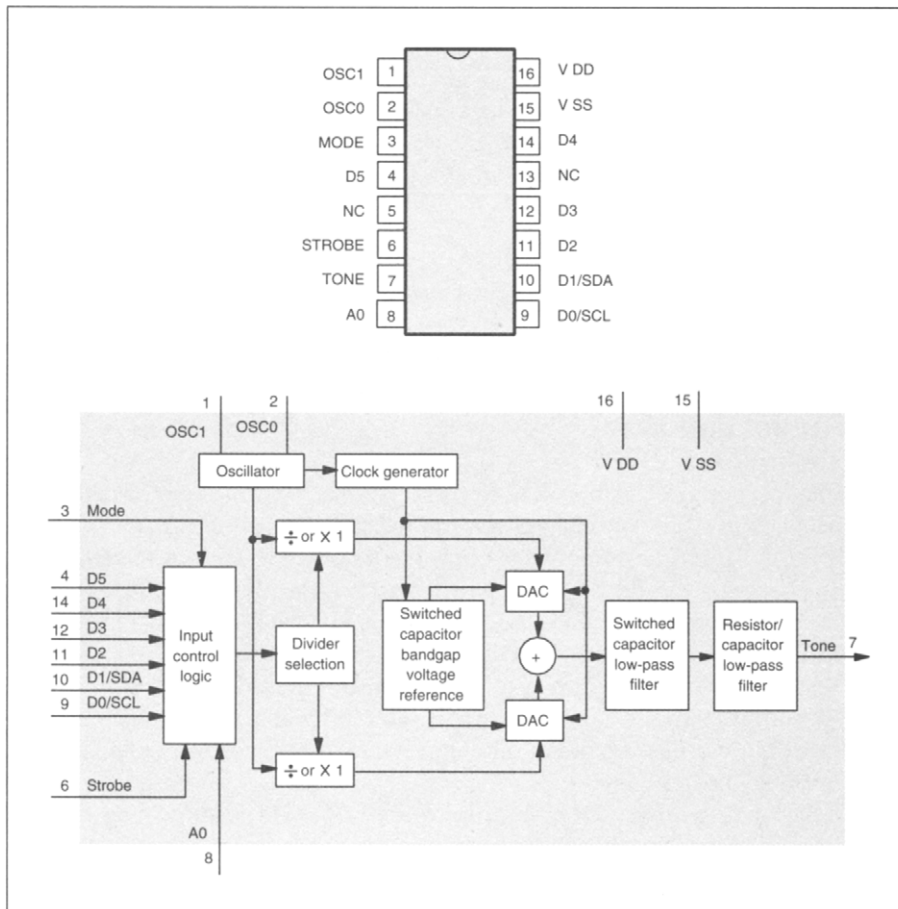 OSC1 1 16 V DD
OSC0 2 15 V SS
MODE 3 14 D4
D5 4 13 NC
NC 5 12 D3
STROBE 6 11 D2
TONE 7 10 D1/SDA
A0 8 9 D0/SCL
1 2 16 15
OSC1 OSC0
V DD V SS
Oscillator Clock generator
3 Mode
÷ or X 1
4 D5
14 D4
12 D3
11 D2
10 D1/SDA
9 D0/SCL
Input
control
logic
Divider
selection
Switched
capacitor
bandgap
voltage
reference
DAC
+
DAC
Switched
capacitor
low-pass
filter
Resistor/
capacitor
low-pass
filter
Tone 7
÷ or X 1
6 Strobe
A0
8